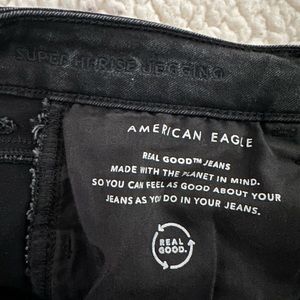 SUPER HI-RISE JEGGING
AMERICAN EAGLE
REAL GOOD™ JEANS
MADE WITH THE PLANET IN MIND.
SO YOU CAN FEEL AS GOOD ABOUT YOUR
JEANS AS YOU DO IN YOUR JEANS.
REAL
GOOD.